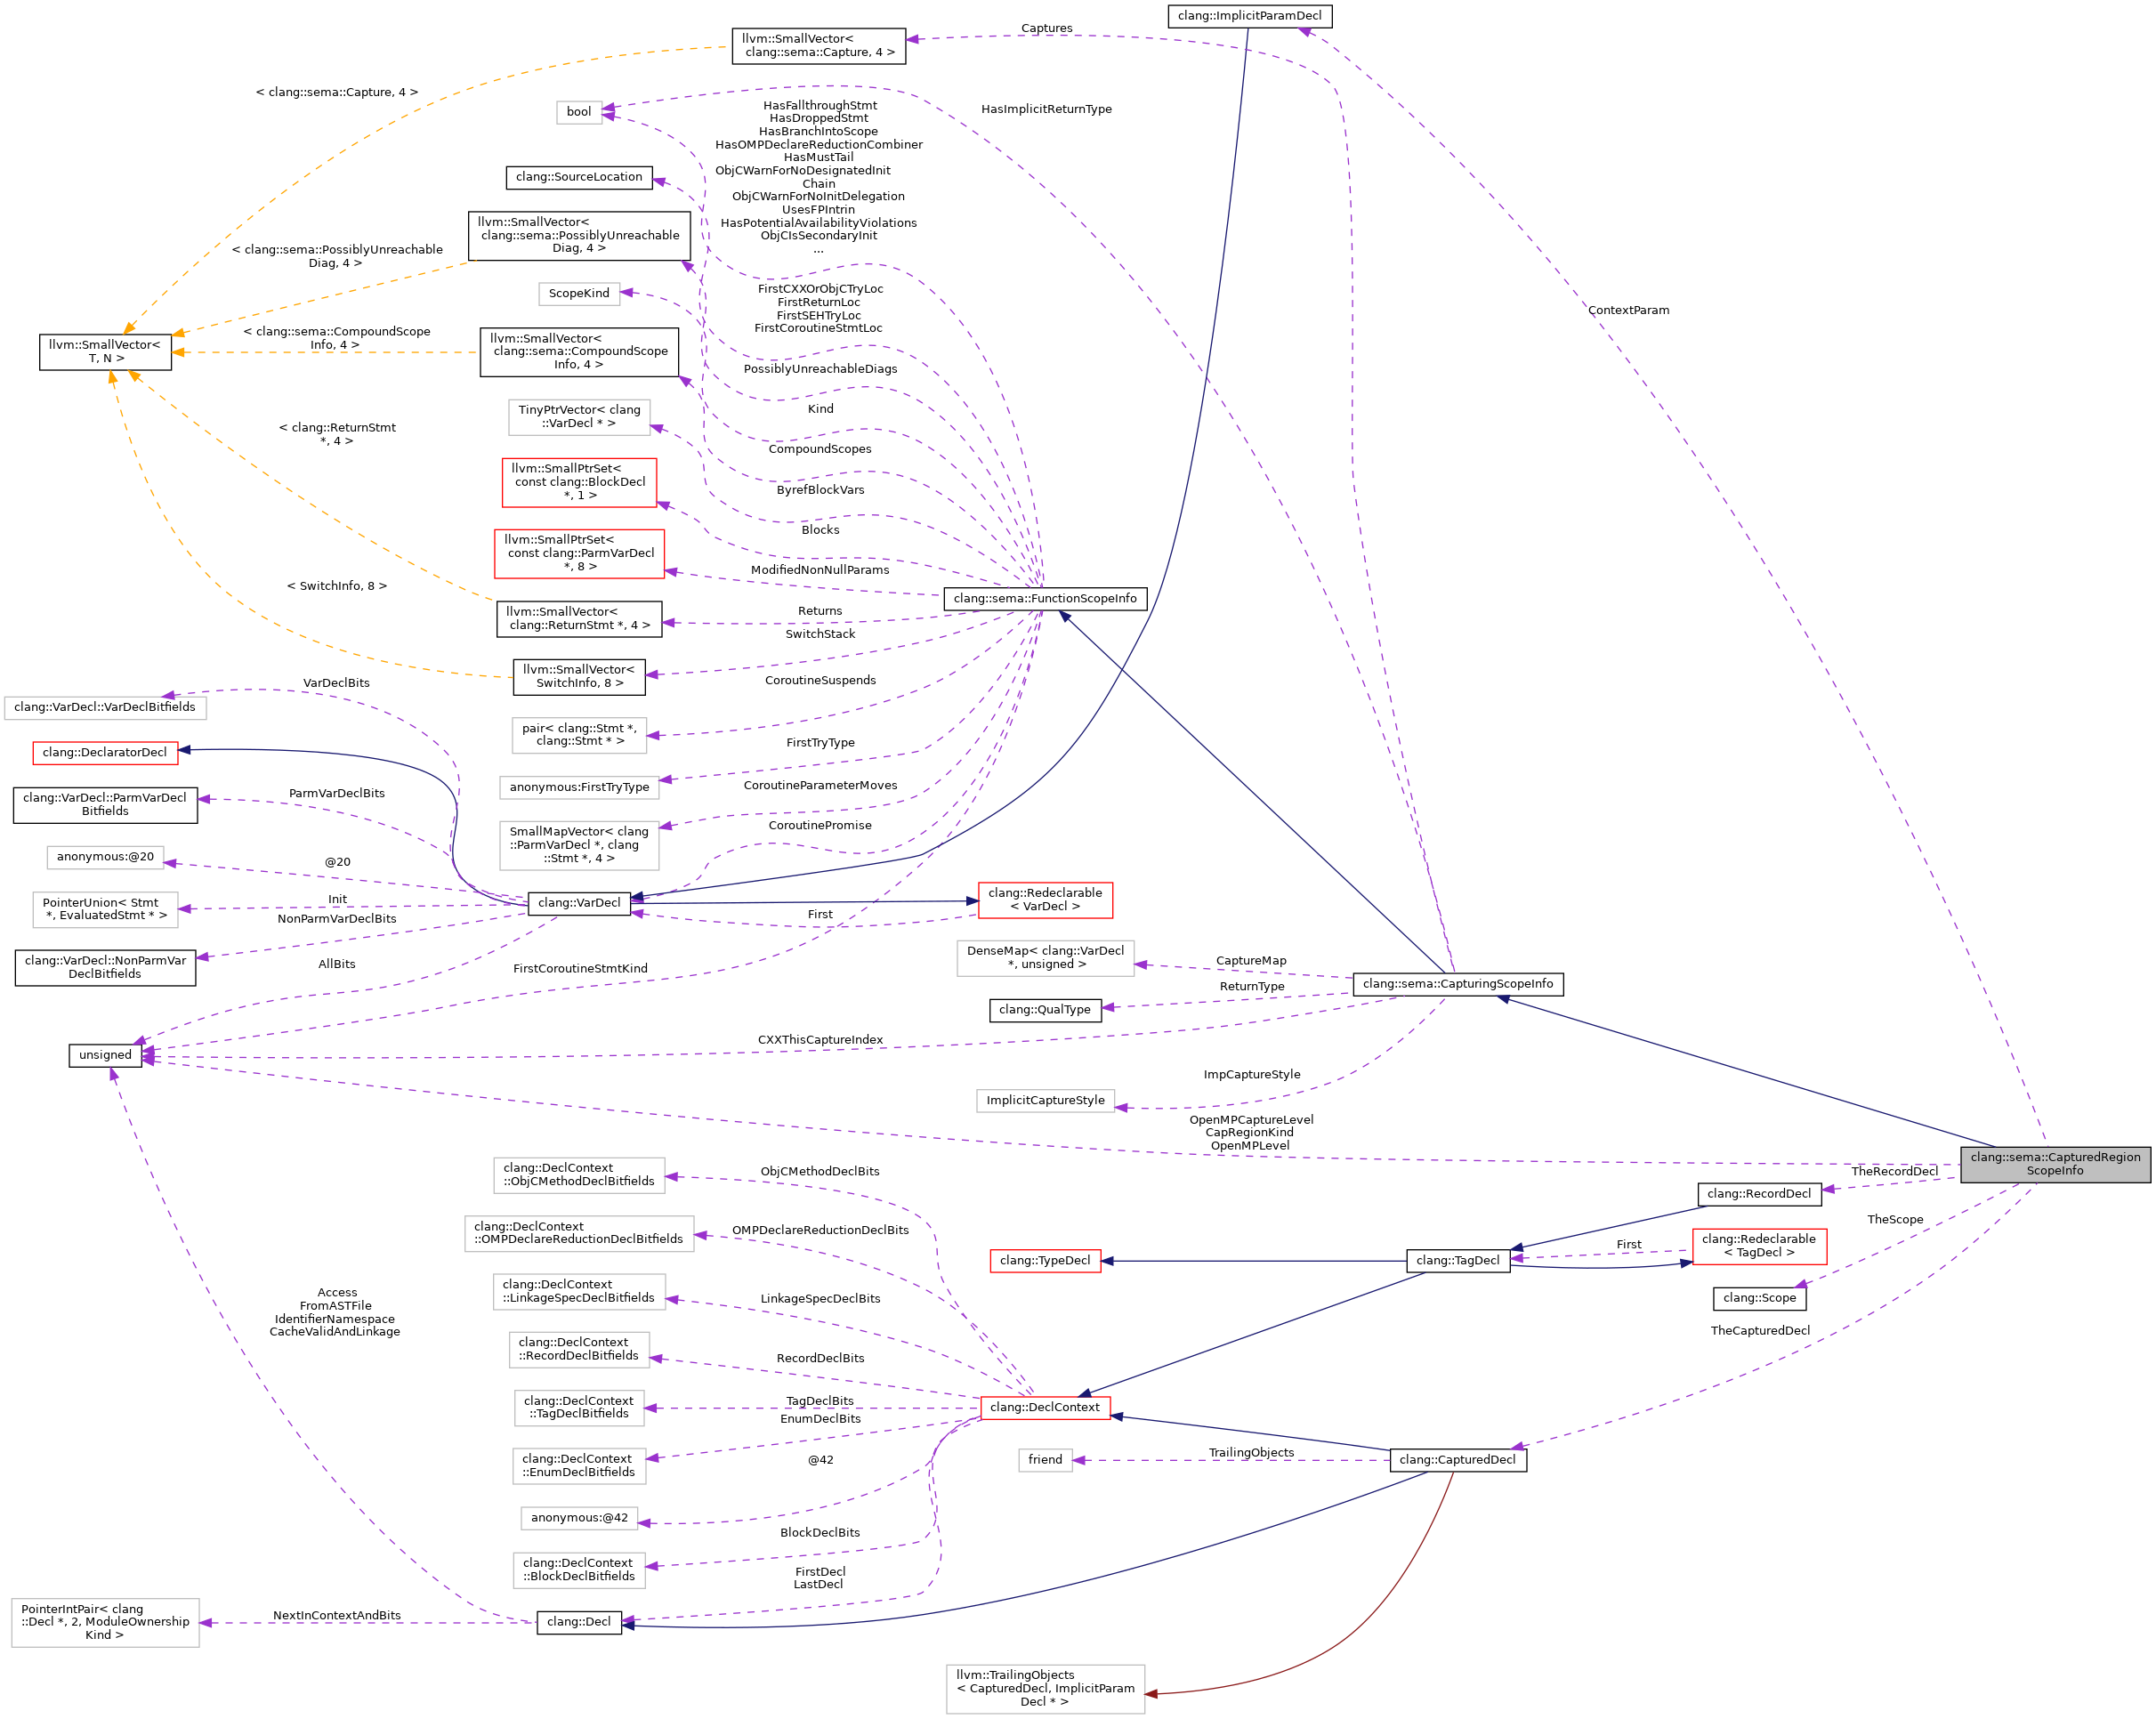 clang::ImplicitParamDecl
llvm::SmallVector<
clang::sema::Capture, 4 >
Captures
< clang::sema::Capture, 4 >
bool
HasImplicitReturnType
HasFallthroughStmt
HasDroppedStmt
HasBranchIntoScope
HasOMPDeclareReductionCombiner
HasMustTail
ObjCWarnForNoDesignatedInit
Chain
ObjCWarnForNoInitDelegation
UsesFPIntrin
HasPotentialAvailabilityViolations
ObjCIsSecondaryInit
...
clang::SourceLocation
llvm::SmallVector<
clang::sema::PossiblyUnreachable
Diag, 4 >
< clang::sema::PossiblyUnreachable
Diag, 4 >
ScopeKind
FirstCXXOrObjCTryLoc
FirstReturnLoc
FirstSEHTryLoc
FirstCoroutineStmtLoc
ContextParam
llvm::SmallVector<
T, N >
< clang::sema::CompoundScope
Info, 4 >
llvm::SmallVector<
clang::sema::CompoundScope
Info, 4 >
PossiblyUnreachableDiags
Kind
TinyPtrVector< clang
::VarDecl * >
< clang::ReturnStmt
*, 4 >
CompoundScopes
llvm::SmallPtrSet<
const clang::BlockDecl
*, 1 >
ByrefBlockVars
Blocks
llvm::SmallPtrSet<
const clang::ParmVarDecl
*, 8 >
ModifiedNonNullParams
< SwitchInfo, 8 >
clang::sema::FunctionScopeInfo
llvm::SmallVector<
clang::ReturnStmt *, 4 >
Returns
SwitchStack
llvm::SmallVector<
SwitchInfo, 8 >
CoroutineSuspends
VarDeclBits
clang::VarDecl::VarDeclBitfields
pair< clang::Stmt *,
clang::Stmt * >
FirstTryType
clang::DeclaratorDecl
anonymous:FirstTryType
CoroutineParameterMoves
ParmVarDeclBits
clang::VarDecl::ParmVarDecl
Bitfields
SmallMapVector< clang
::ParmVarDecl *, clang
::Stmt *, 4 >
CoroutinePromise
anonymous:@20
@20
PointerUnion< Stmt
*, EvaluatedStmt * >
Init
clang::VarDecl
clang::Redeclarable
< VarDecl >
First
NonParmVarDeclBits
clang::VarDecl::NonParmVar
DeclBitfields
AllBits
FirstCoroutineStmtKind
DenseMap< clang::VarDecl
*, unsigned >
CaptureMap
clang::sema::CapturingScopeInfo
ReturnType
clang::QualType
unsigned
CXXThisCaptureIndex
ImpCaptureStyle
ImplicitCaptureStyle
OpenMPCaptureLevel
CapRegionKind
OpenMPLevel
clang::sema::CapturedRegion
ScopeInfo
clang::DeclContext
::ObjCMethodDeclBitfields
ObjCMethodDeclBits
TheRecordDecl
clang::RecordDecl
TheScope
clang::DeclContext
::OMPDeclareReductionDeclBitfields
OMPDeclareReductionDeclBits
clang::TypeDecl
clang::TagDecl
First
clang::Redeclarable
< TagDecl >
clang::DeclContext
::LinkageSpecDeclBitfields
LinkageSpecDeclBits
clang::Scope
TheCapturedDecl
Access
FromASTFile
IdentifierNamespace
CacheValidAndLinkage
clang::DeclContext
::RecordDeclBitfields
RecordDeclBits
clang::DeclContext
::TagDeclBitfields
TagDeclBits
clang::DeclContext
EnumDeclBits
clang::DeclContext
::EnumDeclBitfields
@42
friend
TrailingObjects
clang::CapturedDecl
anonymous:@42
BlockDeclBits
clang::DeclContext
::BlockDeclBitfields
FirstDecl
LastDecl
PointerIntPair< clang
::Decl *, 2, ModuleOwnership
Kind >
NextInContextAndBits
clang::Decl
llvm::TrailingObjects
< CapturedDecl, ImplicitParam
Decl * >